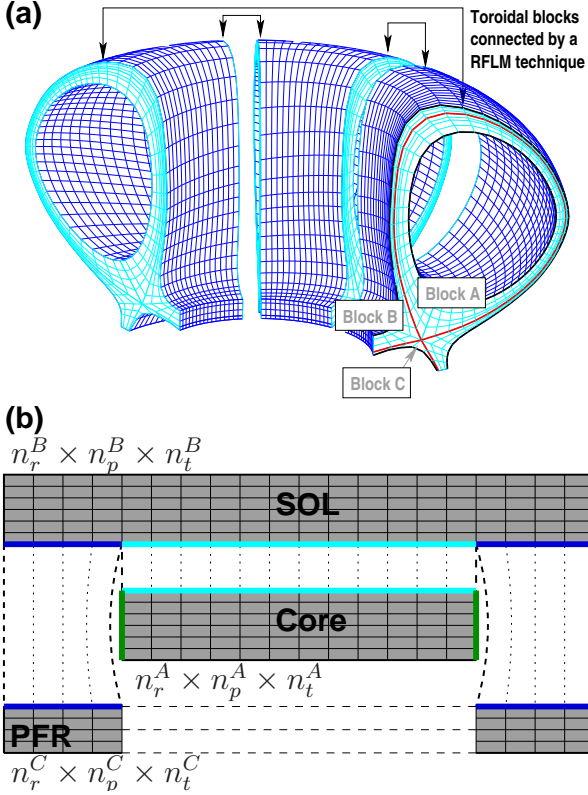 (a)
Toroidal blocks
connected by a
RFLM technique
Block A
Block B
Block C
(b)
n_r^B × n_p^B × n_t^B
SOL
Core
n_r^A × n_p^A × n_t^A
PFR
n_r^C × n_p^C × n_t^C